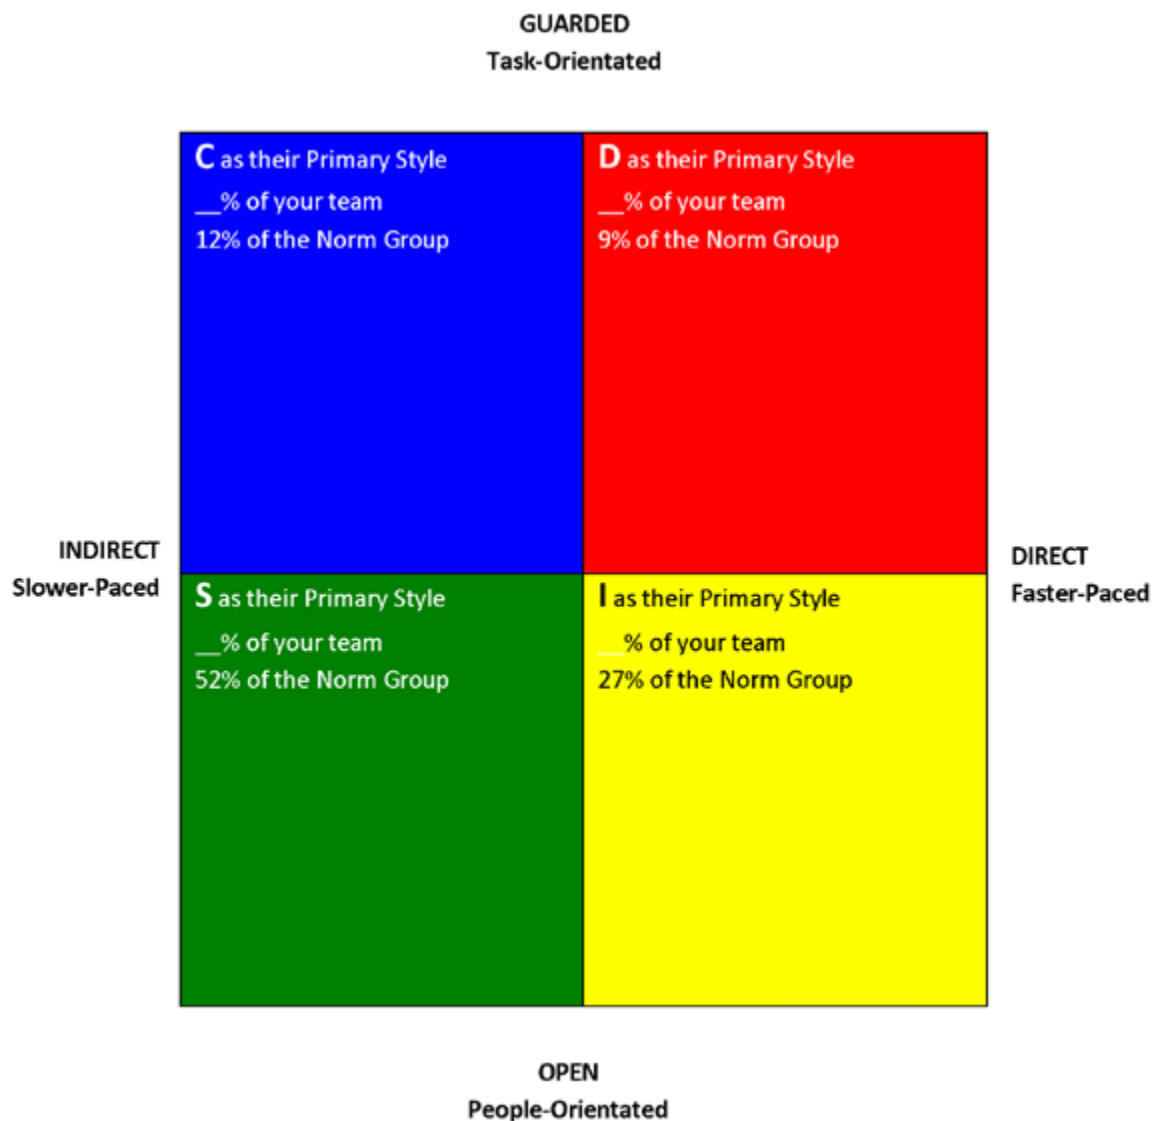 GUARDED
Task-Orientated
C as their Primary Style
__% of your team
12% of the Norm Group
D as their Primary Style
__% of your team
9% of the Norm Group
INDIRECT
Slower-Paced
DIRECT
Faster-Paced
S as their Primary Style
__% of your team
52% of the Norm Group
I as their Primary Style
__% of your team
27% of the Norm Group
OPEN
People-Orientated